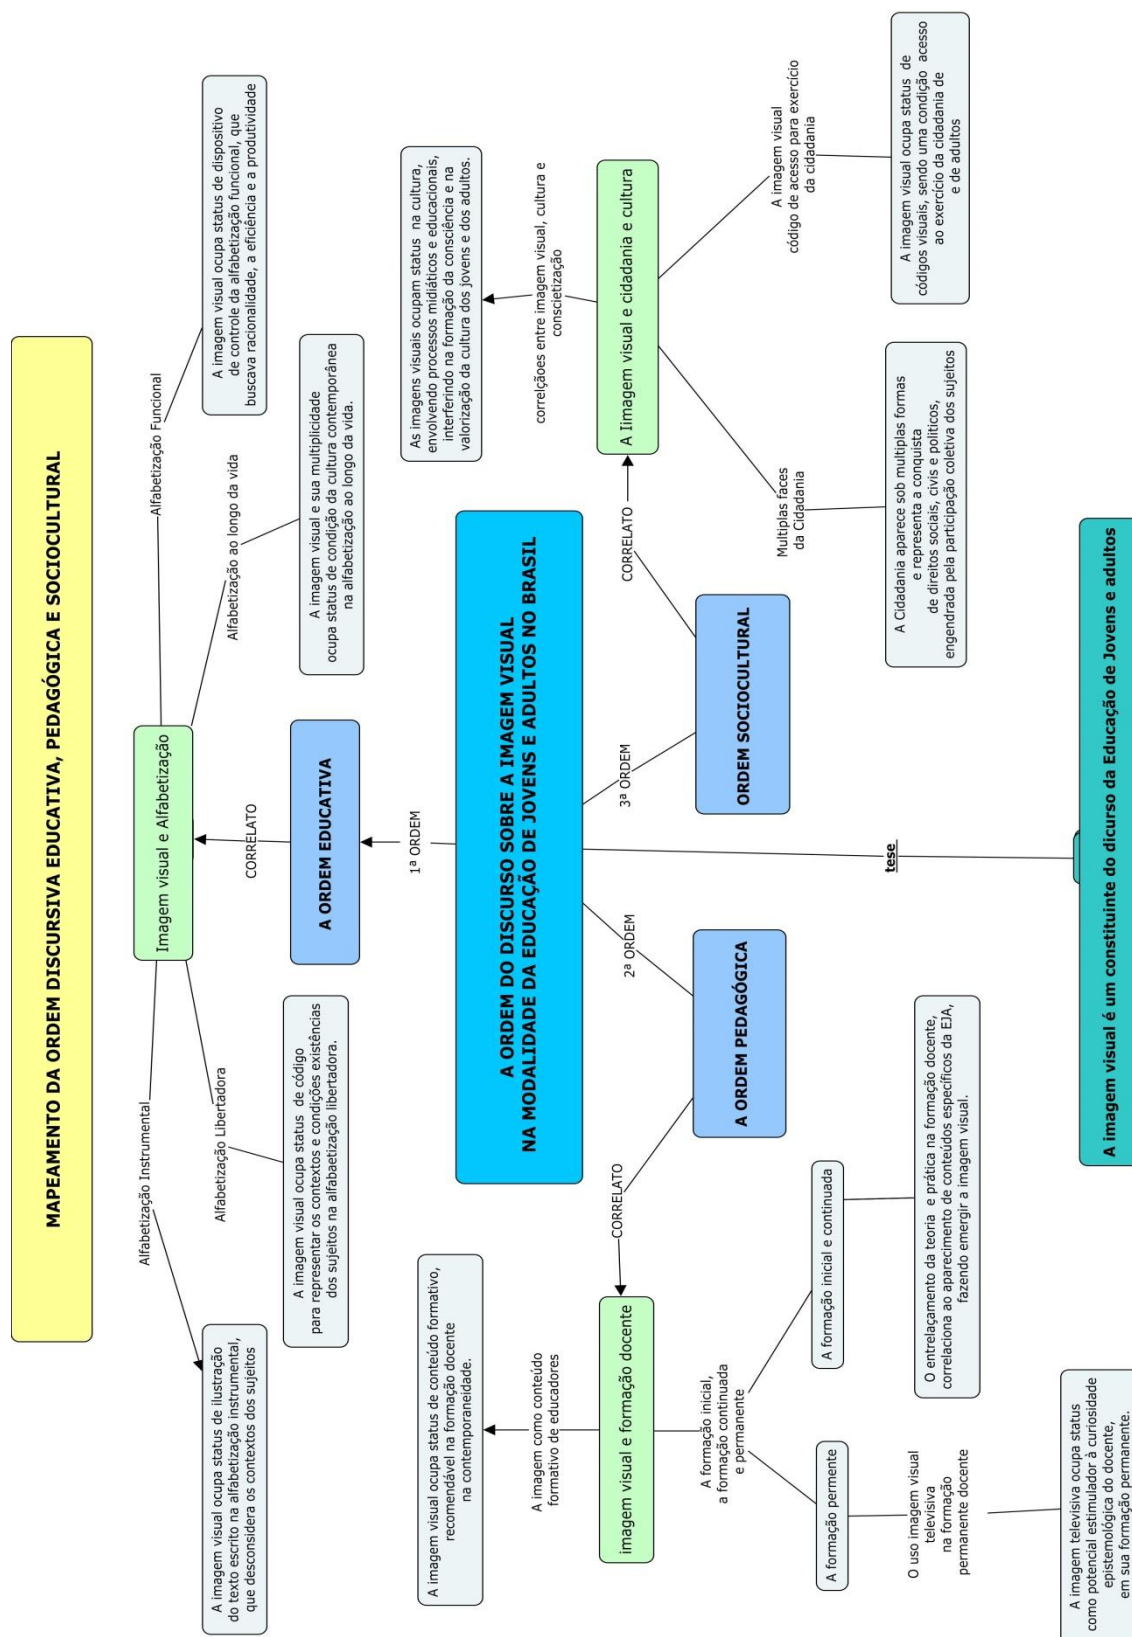 MAPEAMENTO DA ORDEM DISCURSIVA EDUCATIVA, PEDAGÓGICA E SOCIOCULTURAL
Alfabetização Instrumental
A imagem visual ocupa status de ilustração
do texto escrito na alfabetização instrumental,
que desconsidera os contextos dos sujeitos
Alfabetização Libertadora
A imagem visual ocupa status  de código
para representar os contextos e condições existências
dos sujeitos na alfabaetização libertadora.
Imagem visual e Alfabetização
Alfabetização Funcional
A imagem visual ocupa status de dispositivo
de controle da alfabetização funcional, que
buscava racionalidade, a eficiência e a produtividade
Alfabetização ao longo da vida
A imagem visual e sua multiplicidade
ocupa status de condição da cultura contemporânea
na alfabetização ao longo da vida.
CORRELATO
A ORDEM EDUCATIVA
1ª ORDEM
A ORDEM DO DISCURSO SOBRE A IMAGEM VISUAL
NA MODALIDADE DA EDUCAÇÃO DE JOVENS E ADULTOS NO BRASIL
A imagem visual ocupa status de conteúdo formativo,
recomendável na formação docente
na contemporaneidade.
A imagem como conteúdo
formativo de educadores
imagem visual e formação docente
CORRELATO
2ª ORDEM
A ORDEM PEDAGÓGICA
A formação inicial,
a formação continuada
e permanente
A formação permente
O uso imagem visual
televisiva
na formação
permanente docente
A imagem televisiva ocupa status
como potencial estimulador à curiosidade
epistemológica do docente,
em sua formação permanente.
A formação inicial e continuada
O entrelaçamento da teoria  e prática na formação docente,
correlaciona ao aparecimento de conteúdos específicos da EJA,
fazendo emergir a imagem visual.
3ª ORDEM
ORDEM SOCIOCULTURAL
CORRELATO
As imagens visuais ocupam status  na cultura,
envolvendo processos midiáticos e educacionais,
interferindo na formação da consciência e na
valorização da cultura dos jovens e dos adultos.
correlçãoes entre imagem visual, cultura e
conscietização
A Iimagem visual e cidadania e cultura
Multiplas faces
da Cidadania
A Cidadania aparece sob multiplas formas
e representa a conquista
de direitos sociais, civis e políticos,
engendrada pela participação coletiva dos sujeitos
A imagem visual
código de acesso para exercício
da cidadania
A imagem visual ocupa status  de
códigos visuais, sendo uma condição  acesso
ao exercício da cidadania de
e de adultos
tese
A imagem visual é um constituinte do dicurso da Educação de Jovens e adultos